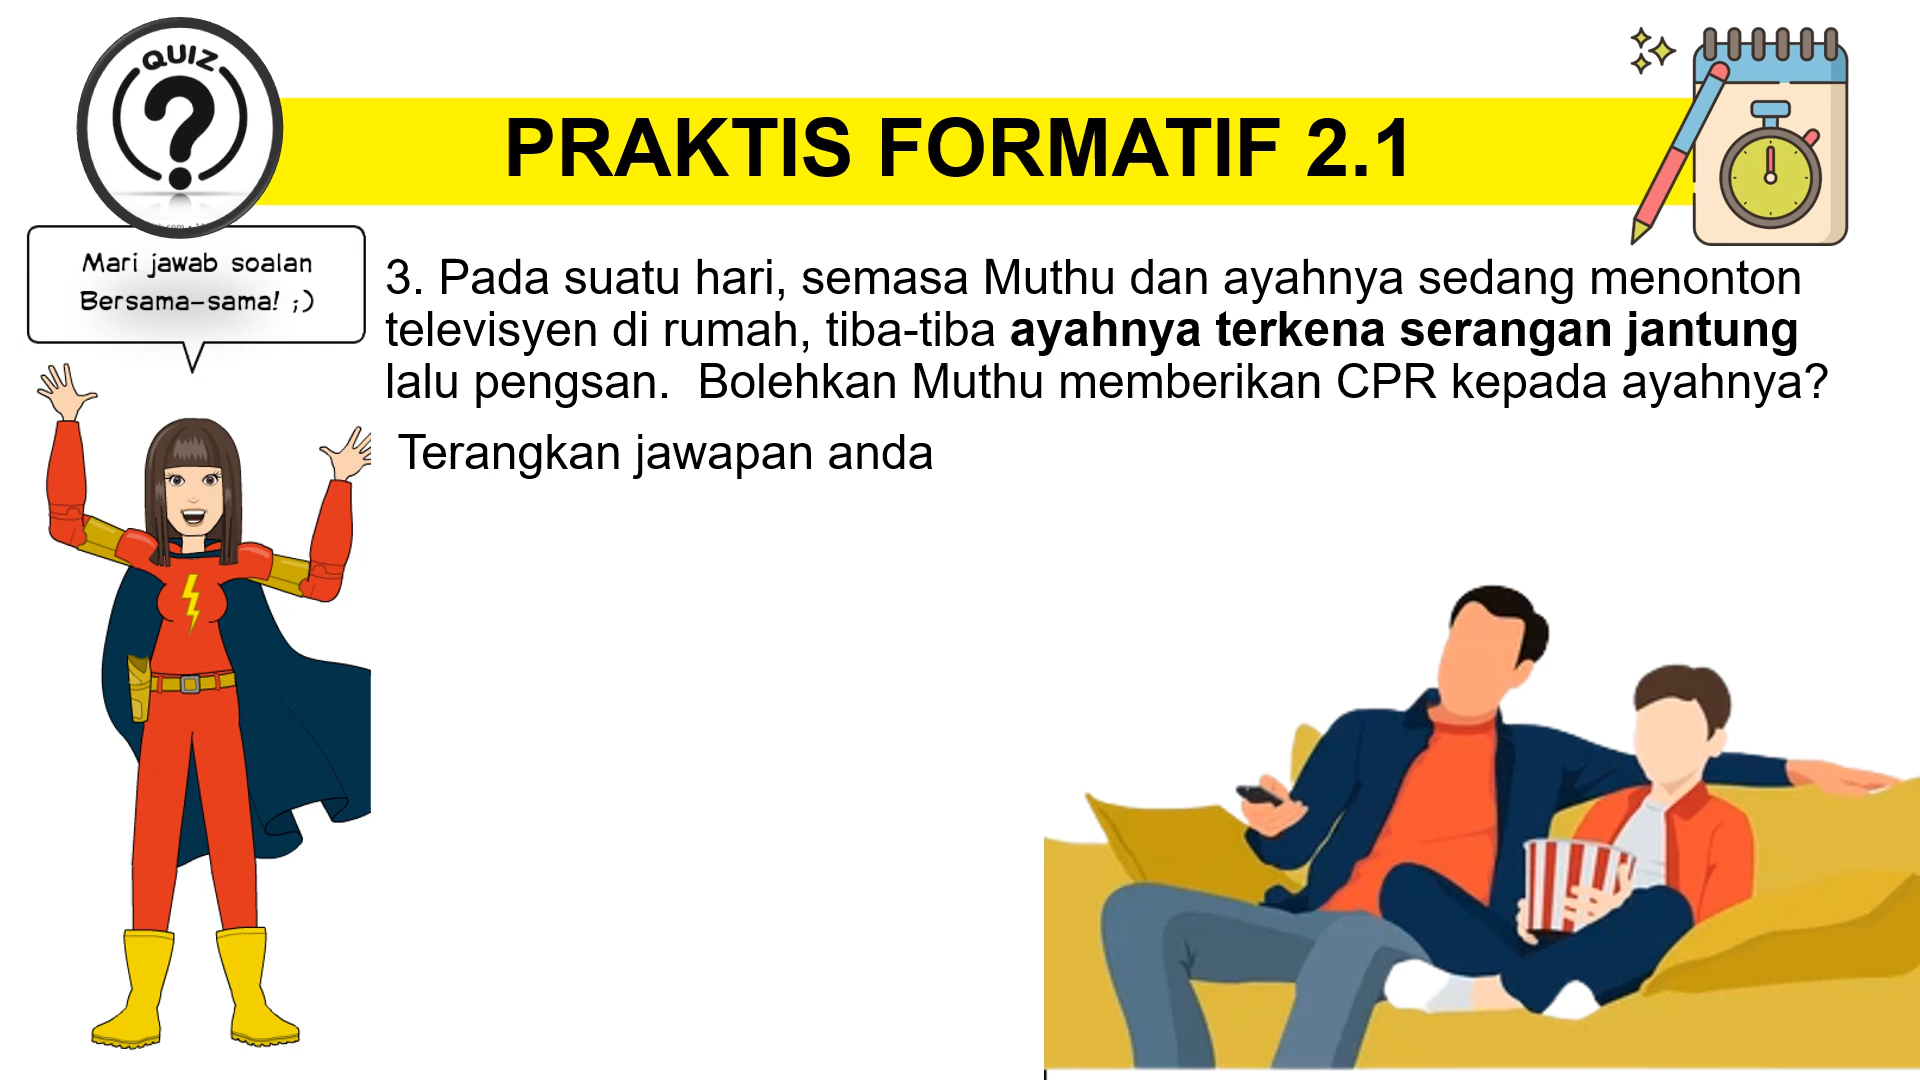 QUIZ
PRAKTIS FORMATIF 2.1
Mari jawab soalan
Bersama-sama! ;)
3. Pada suatu hari, semasa Muthu dan ayahnya sedang menonton
televisyen di rumah, tiba-tiba ayahnya terkena serangan jantung
lalu pengsan. Bolehkan Muthu memberikan CPR kepada ayahnya?
Terangkan jawapan anda